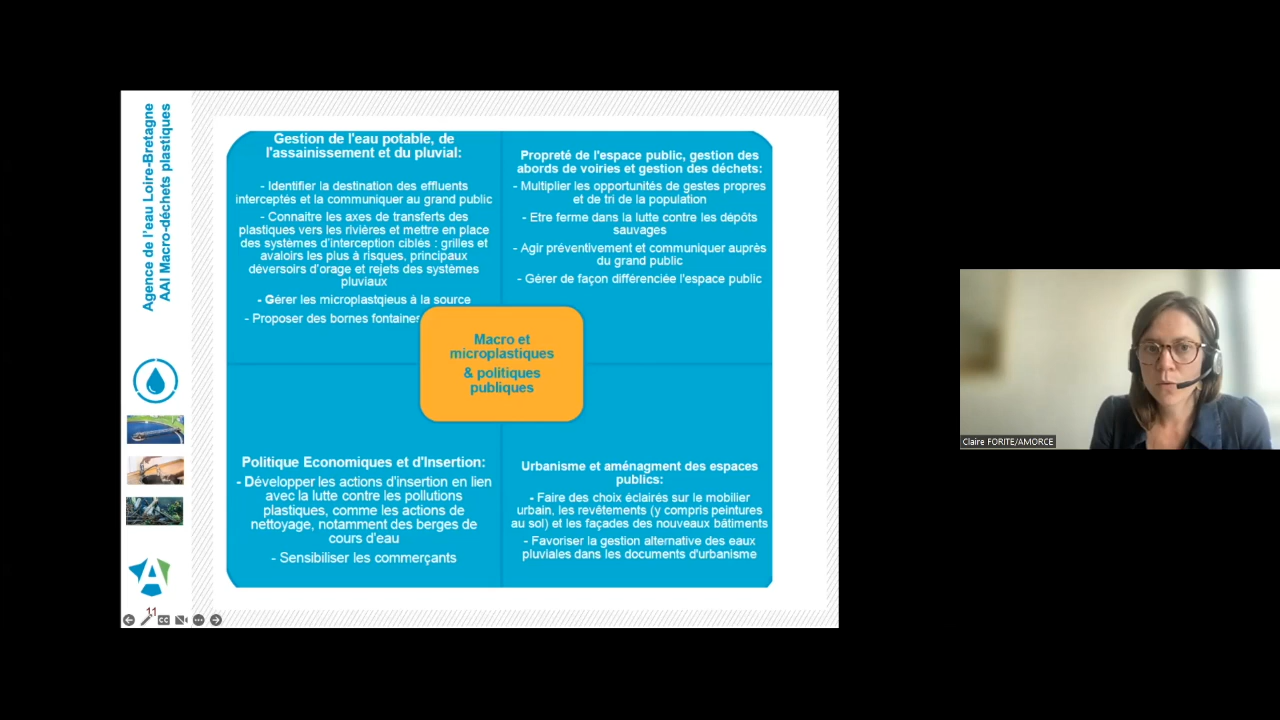 Agence de l'eau Loire-Bretagne
AAI Macro-déchets plastiques
Gestion de l'eau potable, de
l'assainissement et du pluvial:
- Identifier la destination des effluents
interceptés et la communiquer au grand public
- Connaitre les axes de transferts des
plastiques vers les rivières et mettre en place
des systèmes d'interception ciblés : grilles et
avaloirs les plus à risques, principaux
déversoirs d'orage et rejets des systèmes
pluviaux
- Gérer les microplastqieus à la source
- Proposer des bornes fontaines
Propreté de l'espace public, gestion des
abords de voiries et gestion des déchets:
- Multiplier les opportunités de gestes propres
et de tri de la population
- Etre ferme dans la lutte contre les dépôts
sauvages
- Agir préventivement et communiquer auprès
du grand public
- Gérer de façon différenciée l'espace public
Macro et
microplastiques
& politiques
publiques
Politique Economiques et d'Insertion:
- Développer les actions d'insertion en lien
avec la lutte contre les pollutions
plastiques, comme les actions de
nettoyage, notamment des berges de
cours d'eau
- Sensibiliser les commerçants
Urbanisme et aménagment des espaces
publics:
- Faire des choix éclairés sur le mobilier
urbain, les revêtements (y compris peintures
au sol) et les façades des nouveaux bâtiments
- Favoriser la gestion alternative des eaux
pluviales dans les documents d'urbanisme
11
CC
Claire FORITE/AMORCE